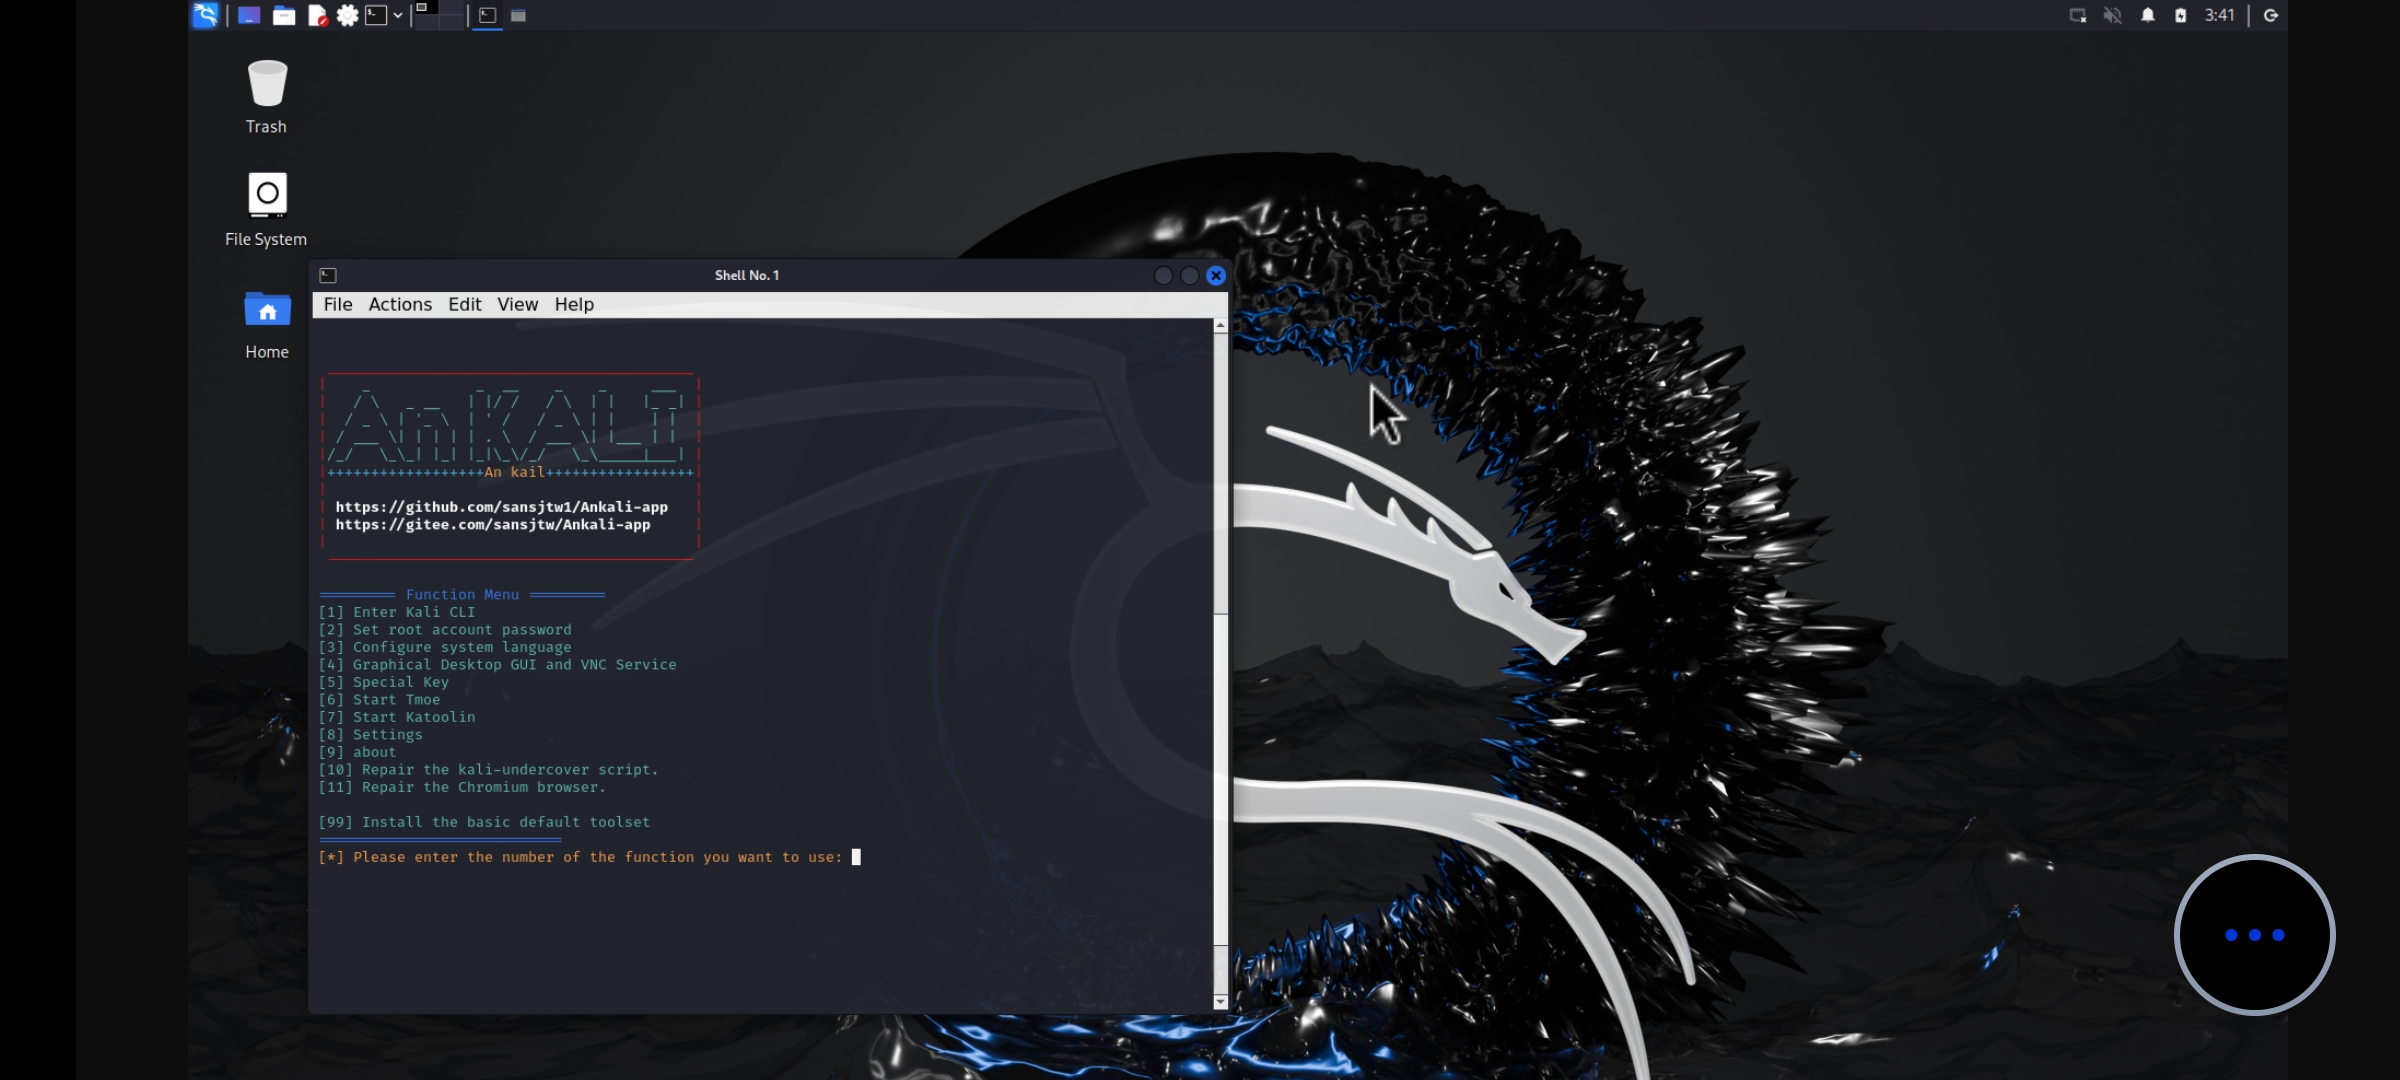 3:41
Trash
File System
Home
Shell No. 1
File Actions Edit View Help
AnKALI
++++++++++++++++++An kail+++++++++++++++++
https://github.com/sansjtw1/Ankali-app
https://gitee.com/sansjtw/Ankali-app
Function Menu
[1] Enter Kali CLI
[2] Set root account password
[3] Configure system language
[4] Graphical Desktop GUI and VNC Service
[5] Special Key
[6] Start Tmoe
[7] Start Katoolin
[8] Settings
[9] about
[10] Repair the kali-undercover script.
[11] Repair the Chromium browser.
[99] Install the basic default toolset
[*] Please enter the number of the function you want to use: